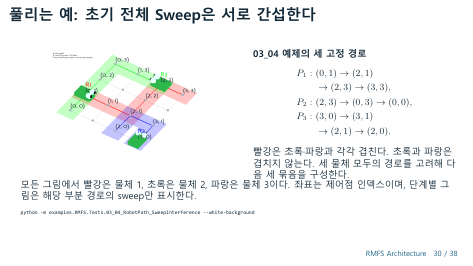 풀리는 예: 초기 전체 Sweep은 서로 간섭한다
03_04 예제의 세 고정 경로
P₁ : (0, 1) → (2, 1)
→ (2, 3) → (3, 3),
P₂ : (2, 3) → (0, 3) → (0, 0),
P₃ : (3, 0) → (3, 1)
→ (2, 1) → (2, 0).
빨강은 초록·파랑과 각각 겹친다. 초록과 파랑은
겹치지 않는다. 세 물체 모두의 경로를 고려해 다
음 세 묶음을 구성한다.
모든 그림에서 빨강은 물체 1, 초록은 물체 2, 파랑은 물체 3이다. 좌표는 제어점 인덱스이며, 단계별 그
림은 해당 부분 경로의 sweep만 표시한다.
python -m examples.RMFS.Tests.03_04_RobotPath_SweepInterference --white-background
RMFS Architecture 30 / 38